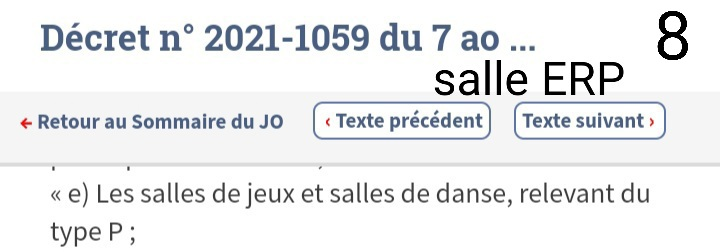 Décret n° 2021-1059 du 7 ao ...
8
salle ERP
← Retour au Sommaire du JO ‹ Texte précédent Texte suivant ›
« e) Les salles de jeux et salles de danse, relevant du
type P ;